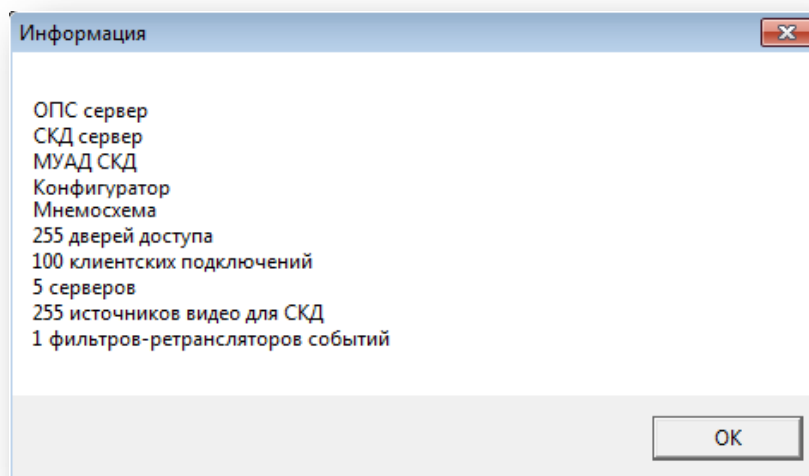 Информация
ОПС сервер
СКД сервер
МУАД СКД
Конфигуратор
Мнемосхема
255 дверей доступа
100 клиентских подключений
5 серверов
255 источников видео для СКД
1 фильтров-ретрансляторов событий
ОК